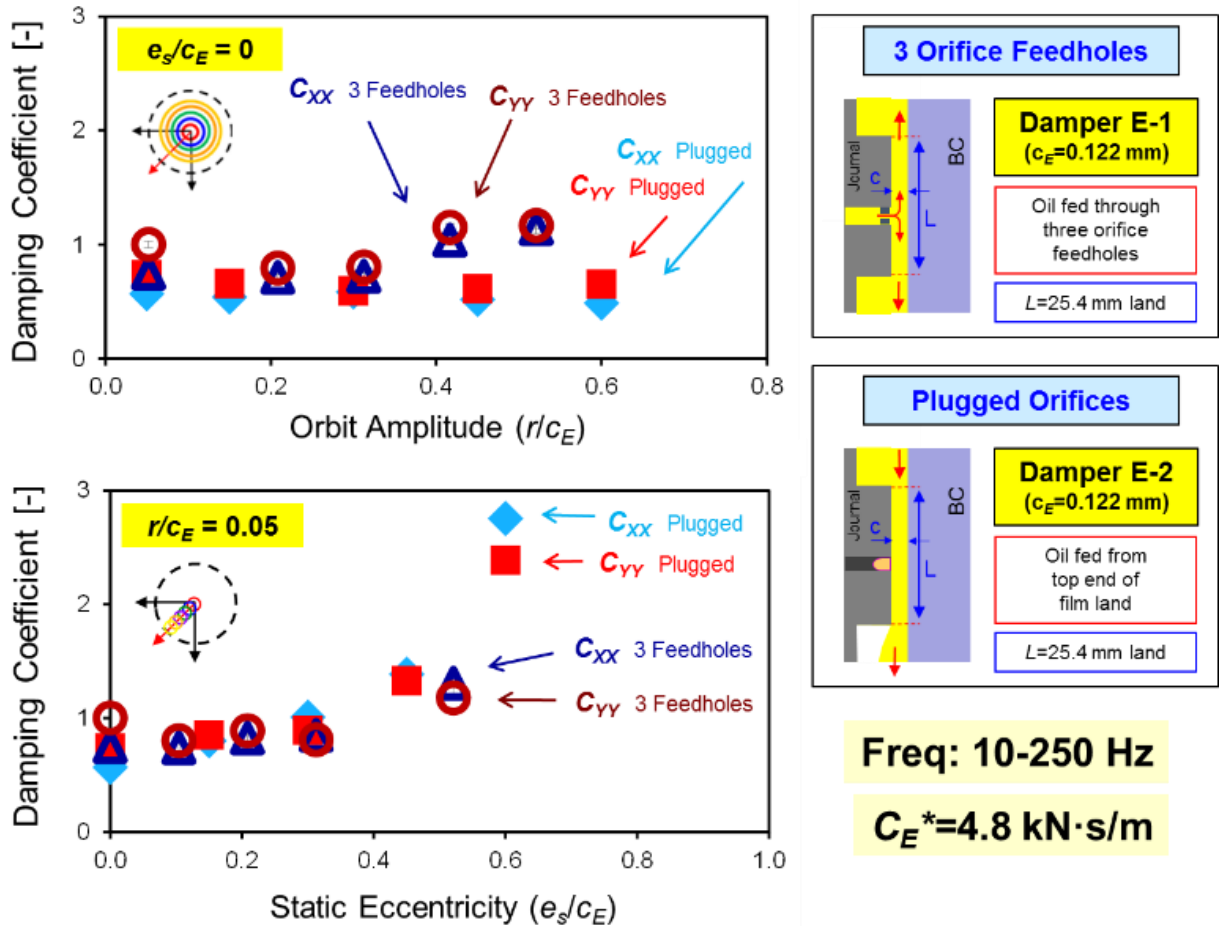 Damping Coefficient [-]
3
2
1
0
e_s/c_E = 0
C_XX 3 Feedholes
C_YY 3 Feedholes
C_XX Plugged
C_YY Plugged
0.0 0.2 0.4 0.6 0.8
Orbit Amplitude (r/c_E)
Damping Coefficient [-]
3
2
1
0
r/c_E = 0.05
C_XX Plugged
C_YY Plugged
C_XX 3 Feedholes
C_YY 3 Feedholes
0.0 0.2 0.4 0.6 0.8 1.0
Static Eccentricity (e_s/c_E)
3 Orifice Feedholes
Journal
c
L
BC
Damper E-1
(c_E=0.122 mm)
Oil fed through
three orifice
feedholes
L=25.4 mm land
Plugged Orifices
Journal
c
L
BC
Damper E-2
(c_E=0.122 mm)
Oil fed from
top end of
film land
L=25.4 mm land
Freq: 10-250 Hz
C_E*=4.8 kN·s/m